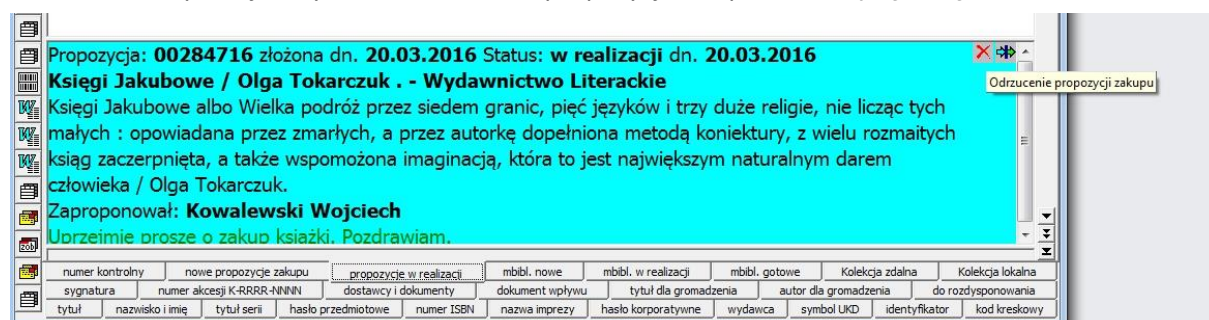 Propozycja: 00284716 złożona dn. 20.03.2016 Status: w realizacji dn. 20.03.2016
Odrzucenie propozycji zakupu
Księgi Jakubowe / Olga Tokarczuk . - Wydawnictwo Literackie
Księgi Jakubowe albo Wielka podróż przez siedem granic, pięć języków i trzy duże religie, nie licząc tych
małych : opowiadana przez zmarłych, a przez autorkę dopełniona metodą koniektury, z wielu rozmaitych
ksiąg zaczerpnięta, a także wspomożona imaginacją, która to jest największym naturalnym darem
człowieka / Olga Tokarczuk.
Zaproponował: Kowalewski Wojciech
Uprzejmie proszę o zakup książki. Pozdrawiam.
numer kontrolny nowe propozycje zakupu propozycje w realizacji mbibl. nowe mbibl. w realizacji mbibl. gotowe Kolekcja zdalna Kolekcja lokalna
sygnatura numer akcesji K-RRRR-NNNN dostawcy i dokumenty dokument wpływu tytuł dla gromadzenia autor dla gromadzenia do rozdysponowania
tytuł nazwisko i imię tytuł serii hasło przedmiotowe numer ISBN nazwa imprezy hasło korporatywne wydawca symbol UKD identyfikator kod kreskowy